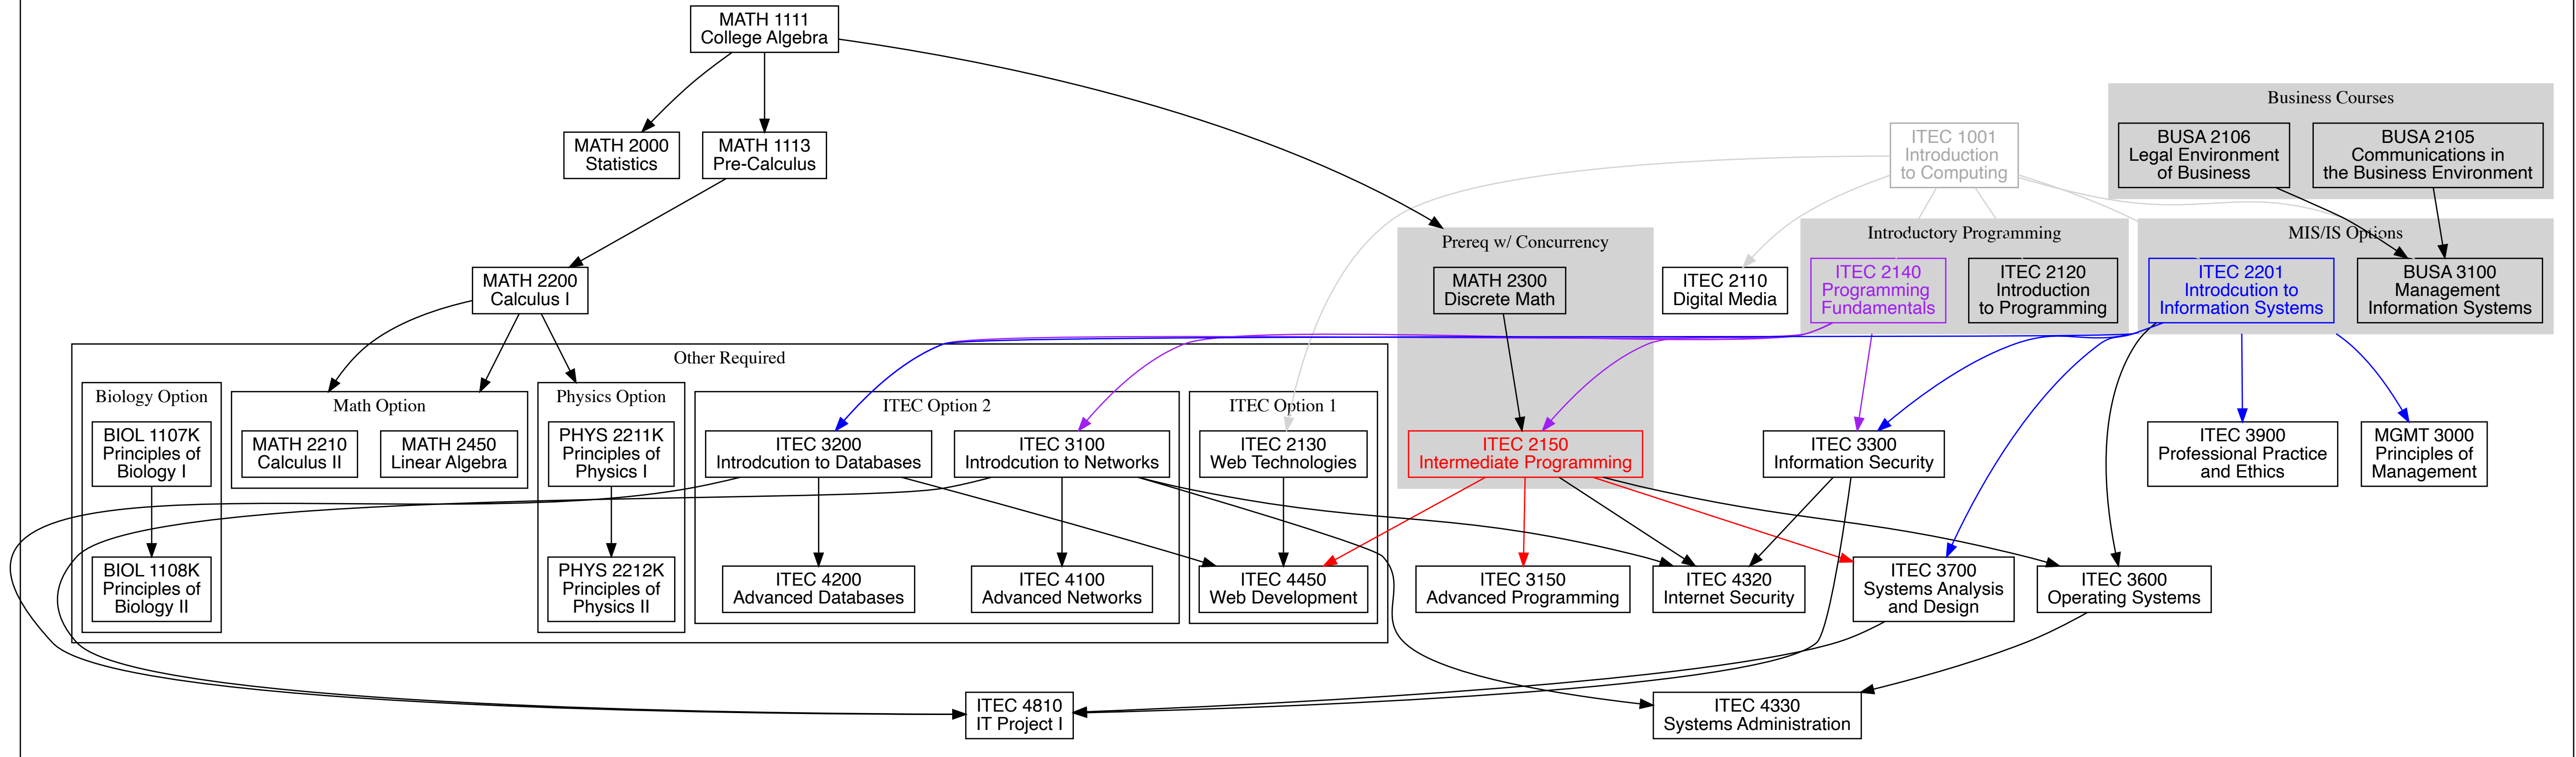 MATH 1111
College Algebra
MATH 2000
Statistics
MATH 1113
Pre-Calculus
ITEC 1001
Introduction
to Computing
Business Courses
BUSA 2106
Legal Environment
of Business
BUSA 2105
Communications in
the Business Environment
MATH 2200
Calculus I
Prereq w/ Concurrency
MATH 2300
Discrete Math
ITEC 2110
Digital Media
Introductory Programming
ITEC 2140
Programming
Fundamentals
ITEC 2120
Introduction
to Programming
MIS/IS Options
ITEC 2201
Introdcution to
Information Systems
BUSA 3100
Management
Information Systems
Other Required
Biology Option
BIOL 1107K
Principles of
Biology I
BIOL 1108K
Principles of
Biology II
Math Option
MATH 2210
Calculus II
MATH 2450
Linear Algebra
Physics Option
PHYS 2211K
Principles of
Physics I
PHYS 2212K
Principles of
Physics II
ITEC Option 2
ITEC 3200
Introdcution to Databases
ITEC 3100
Introdcution to Networks
ITEC 4200
Advanced Databases
ITEC 4100
Advanced Networks
ITEC Option 1
ITEC 2130
Web Technologies
ITEC 4450
Web Development
ITEC 2150
Intermediate Programming
ITEC 3300
Information Security
ITEC 3900
Professional Practice
and Ethics
MGMT 3000
Principles of
Management
ITEC 3150
Advanced Programming
ITEC 4320
Internet Security
ITEC 3700
Systems Analysis
and Design
ITEC 3600
Operating Systems
ITEC 4810
IT Project I
ITEC 4330
Systems Administration